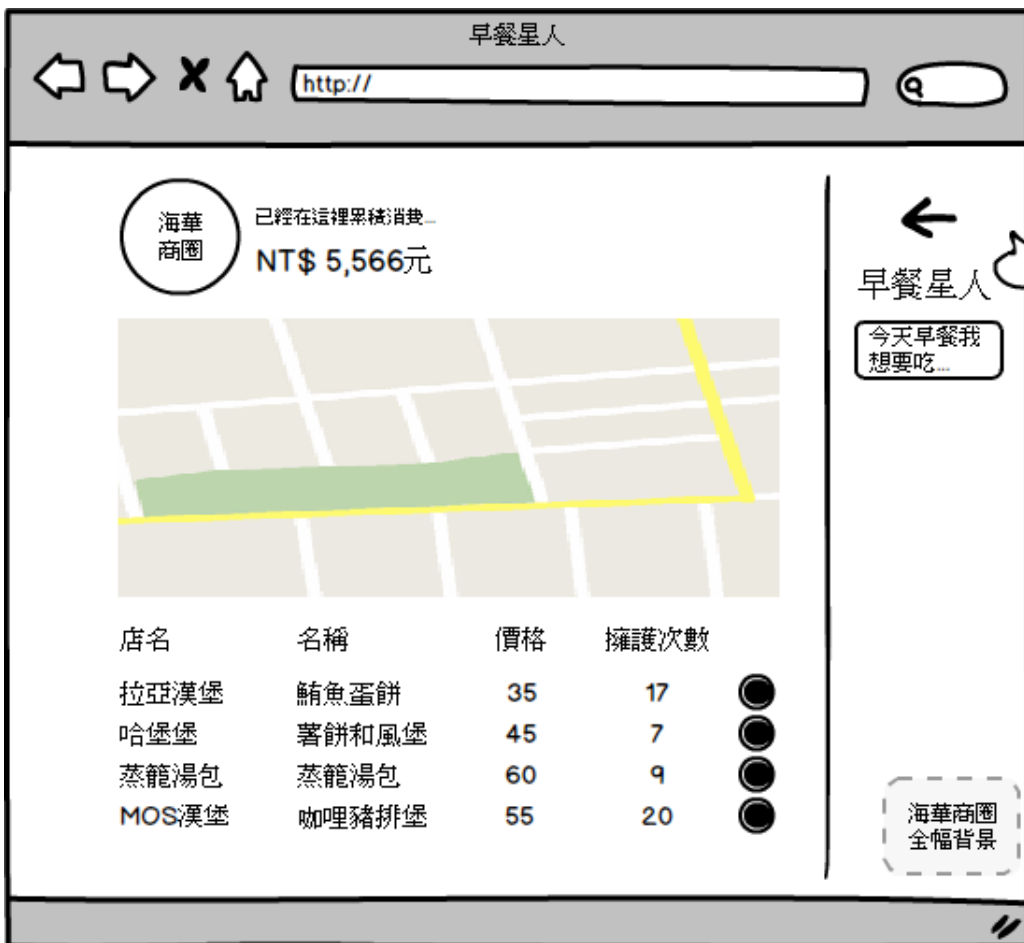 早餐星人
http://
海華
商圈
已經在這裡累積消費...
NT$ 5,566元
早餐星人
今天早餐我
想要吃...
店名 名稱 價格 擁護次數
拉亞漢堡 鮪魚蛋餅 35 17
哈堡堡 薯餅和風堡 45 7
蒸籠湯包 蒸籠湯包 60 9
MOS漢堡 咖哩豬排堡 55 20
海華商圈
全幅背景